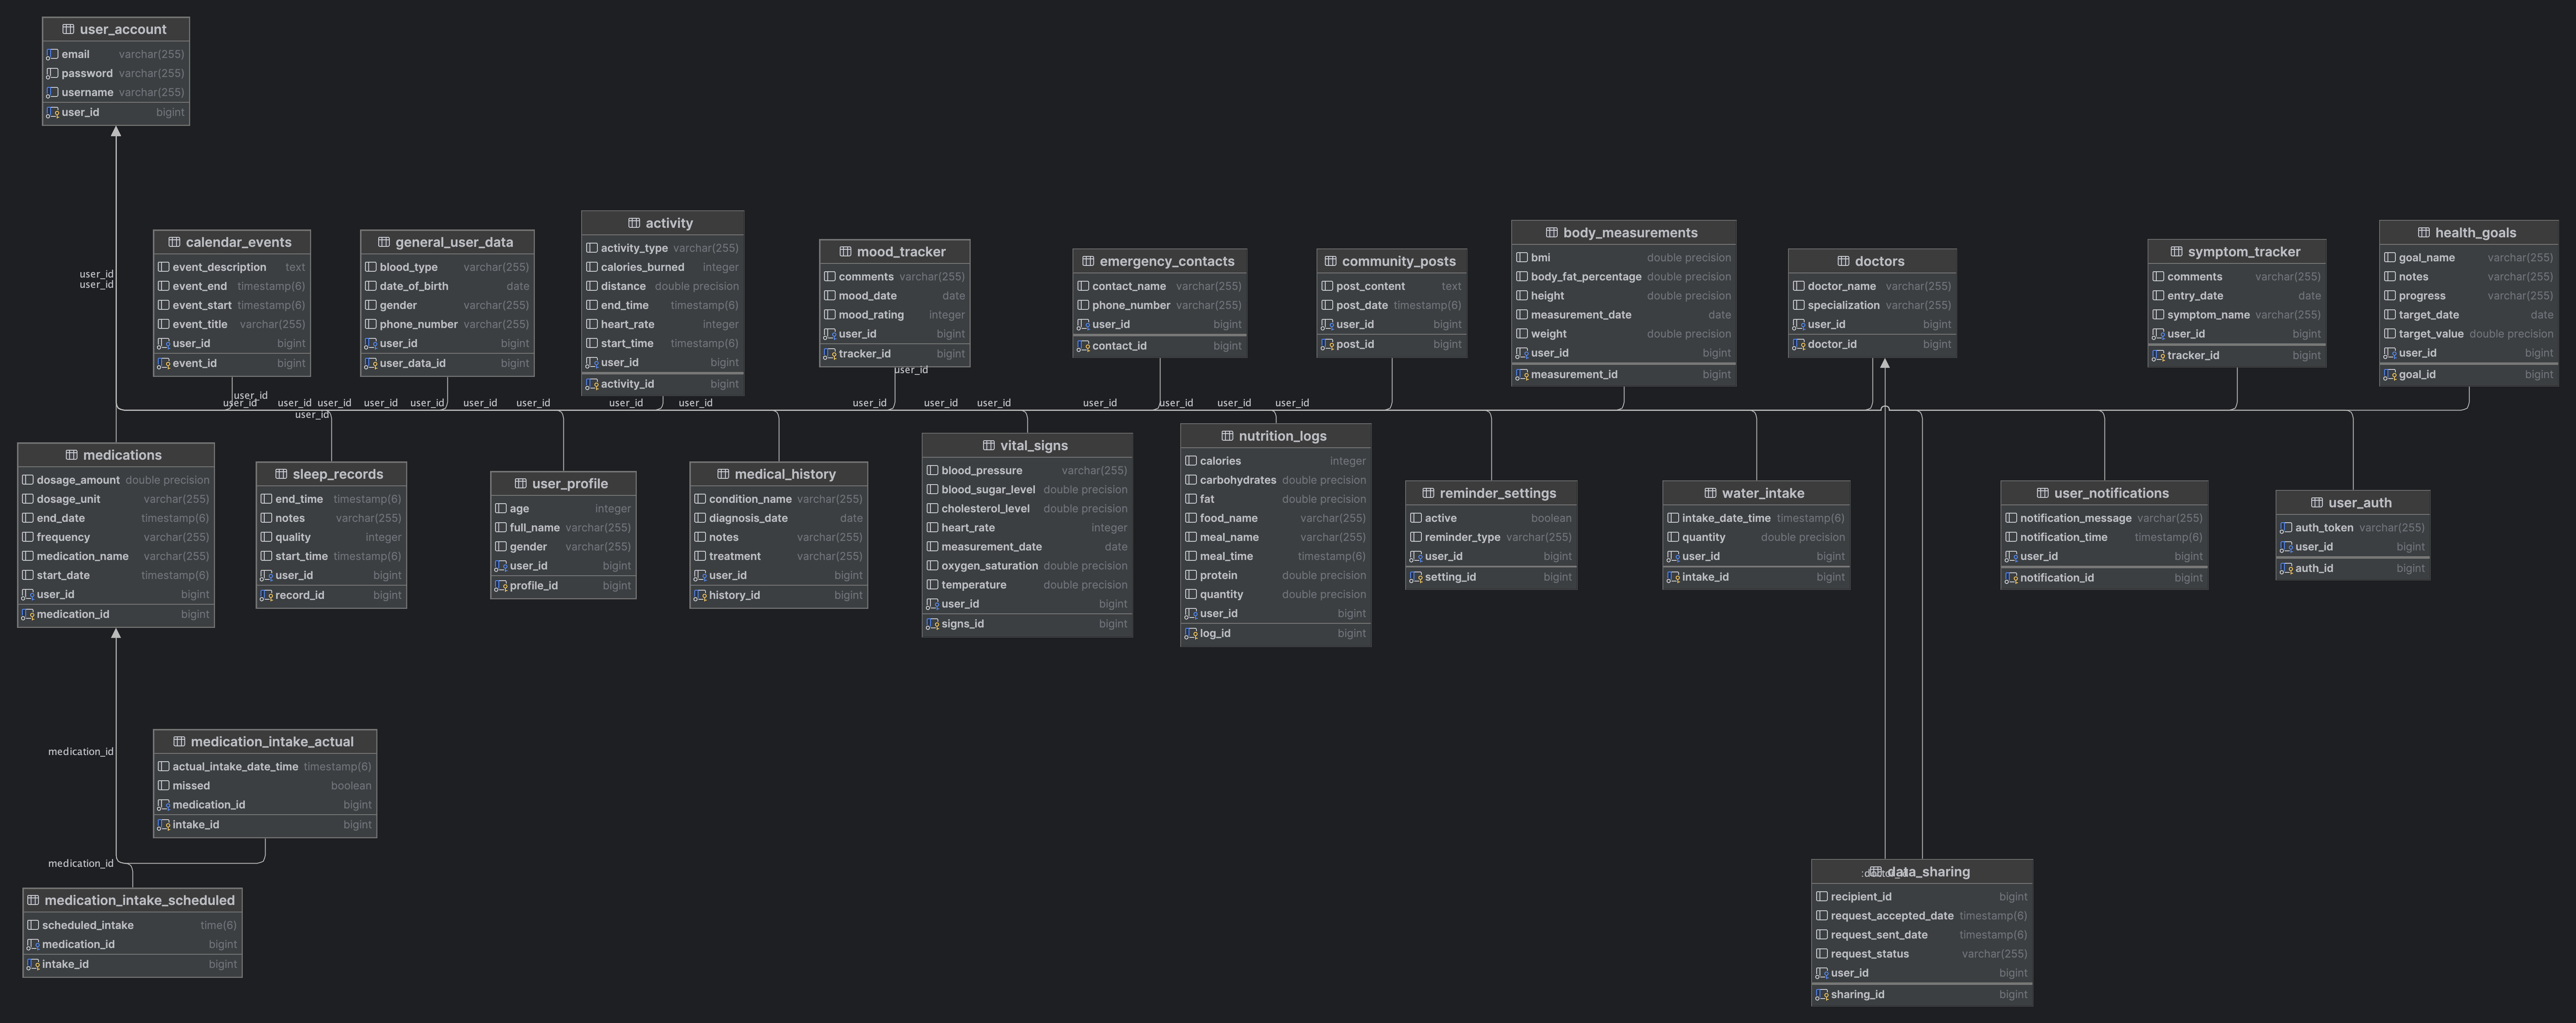 user_account
email varchar(255)
password varchar(255)
username varchar(255)
user_id bigint
user_id
user_id
calendar_events
event_description text
event_end timestamp(6)
event_start timestamp(6)
event_title varchar(255)
user_id bigint
event_id bigint
general_user_data
blood_type varchar(255)
date_of_birth date
gender varchar(255)
phone_number varchar(255)
user_id bigint
user_data_id bigint
activity
activity_type varchar(255)
calories_burned integer
distance double precision
end_time timestamp(6)
heart_rate integer
start_time timestamp(6)
user_id bigint
activity_id bigint
mood_tracker
comments varchar(255)
mood_date date
mood_rating integer
user_id bigint
tracker_id bigint
emergency_contacts
contact_name varchar(255)
phone_number varchar(255)
user_id bigint
contact_id bigint
community_posts
post_content text
post_date timestamp(6)
user_id bigint
post_id bigint
body_measurements
bmi double precision
body_fat_percentage double precision
height double precision
measurement_date date
weight double precision
user_id bigint
measurement_id bigint
doctors
doctor_name varchar(255)
specialization varchar(255)
user_id bigint
doctor_id bigint
symptom_tracker
comments varchar(255)
entry_date date
symptom_name varchar(255)
user_id bigint
tracker_id bigint
health_goals
goal_name varchar(255)
notes varchar(255)
progress varchar(255)
target_date date
target_value double precision
user_id bigint
goal_id bigint
user_id
user_id
user_id user_id user_id user_id user_id user_id user_id user_id user_id user_id user_id user_id user_id user_id user_id user_id
user_id
medications
dosage_amount double precision
dosage_unit varchar(255)
end_date timestamp(6)
frequency varchar(255)
medication_name varchar(255)
start_date timestamp(6)
user_id bigint
medication_id bigint
sleep_records
end_time timestamp(6)
notes varchar(255)
quality integer
start_time timestamp(6)
user_id bigint
record_id bigint
user_profile
age integer
full_name varchar(255)
gender varchar(255)
user_id bigint
profile_id bigint
medical_history
condition_name varchar(255)
diagnosis_date date
notes varchar(255)
treatment varchar(255)
user_id bigint
history_id bigint
vital_signs
blood_pressure varchar(255)
blood_sugar_level double precision
cholesterol_level double precision
heart_rate integer
measurement_date date
oxygen_saturation double precision
temperature double precision
user_id bigint
signs_id bigint
nutrition_logs
calories integer
carbohydrates double precision
fat double precision
food_name varchar(255)
meal_name varchar(255)
meal_time timestamp(6)
protein double precision
quantity double precision
user_id bigint
log_id bigint
reminder_settings
active boolean
reminder_type varchar(255)
user_id bigint
setting_id bigint
water_intake
intake_date_time timestamp(6)
quantity double precision
user_id bigint
intake_id bigint
user_notifications
notification_message varchar(255)
notification_time timestamp(6)
user_id bigint
notification_id bigint
user_auth
auth_token varchar(255)
user_id bigint
auth_id bigint
medication_id
medication_intake_actual
actual_intake_date_time timestamp(6)
missed boolean
medication_id bigint
intake_id bigint
medication_id
medication_intake_scheduled
scheduled_intake time(6)
medication_id bigint
intake_id bigint
data_sharing
recipient_id bigint
request_accepted_date timestamp(6)
request_sent_date timestamp(6)
request_status varchar(255)
user_id bigint
sharing_id bigint